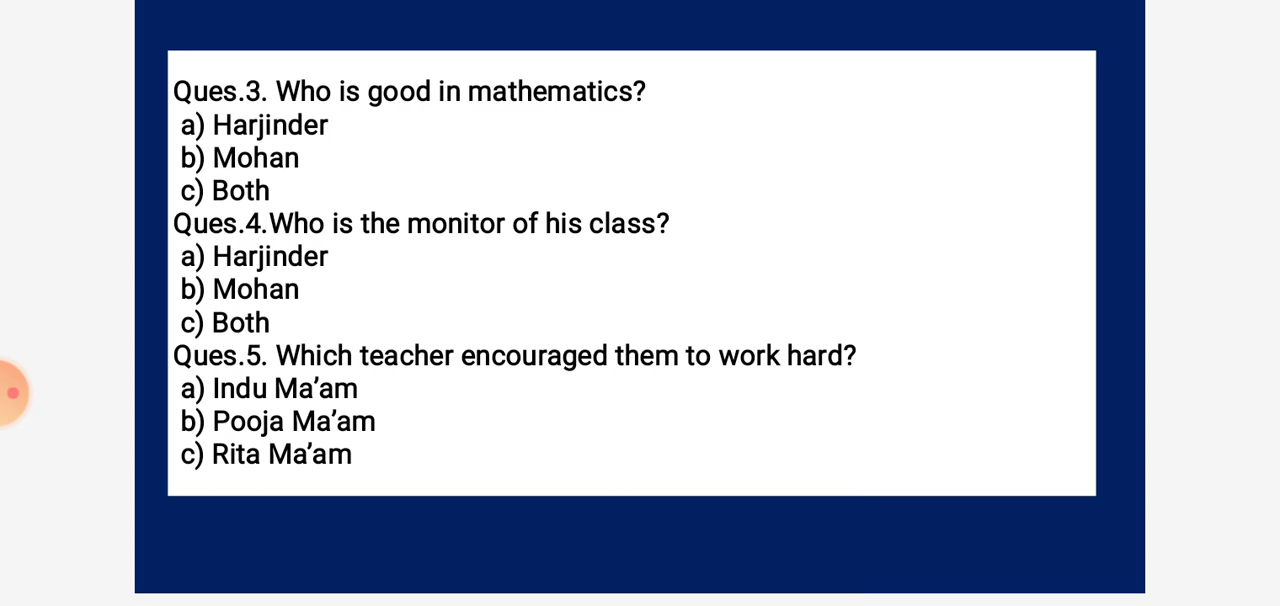 Ques.3. Who is good in mathematics?
a) Harjinder
b) Mohan
c) Both
Ques.4.Who is the monitor of his class?
a) Harjinder
b) Mohan
c) Both
Ques.5. Which teacher encouraged them to work hard?
a) Indu Ma’am
b) Pooja Ma’am
c) Rita Ma’am